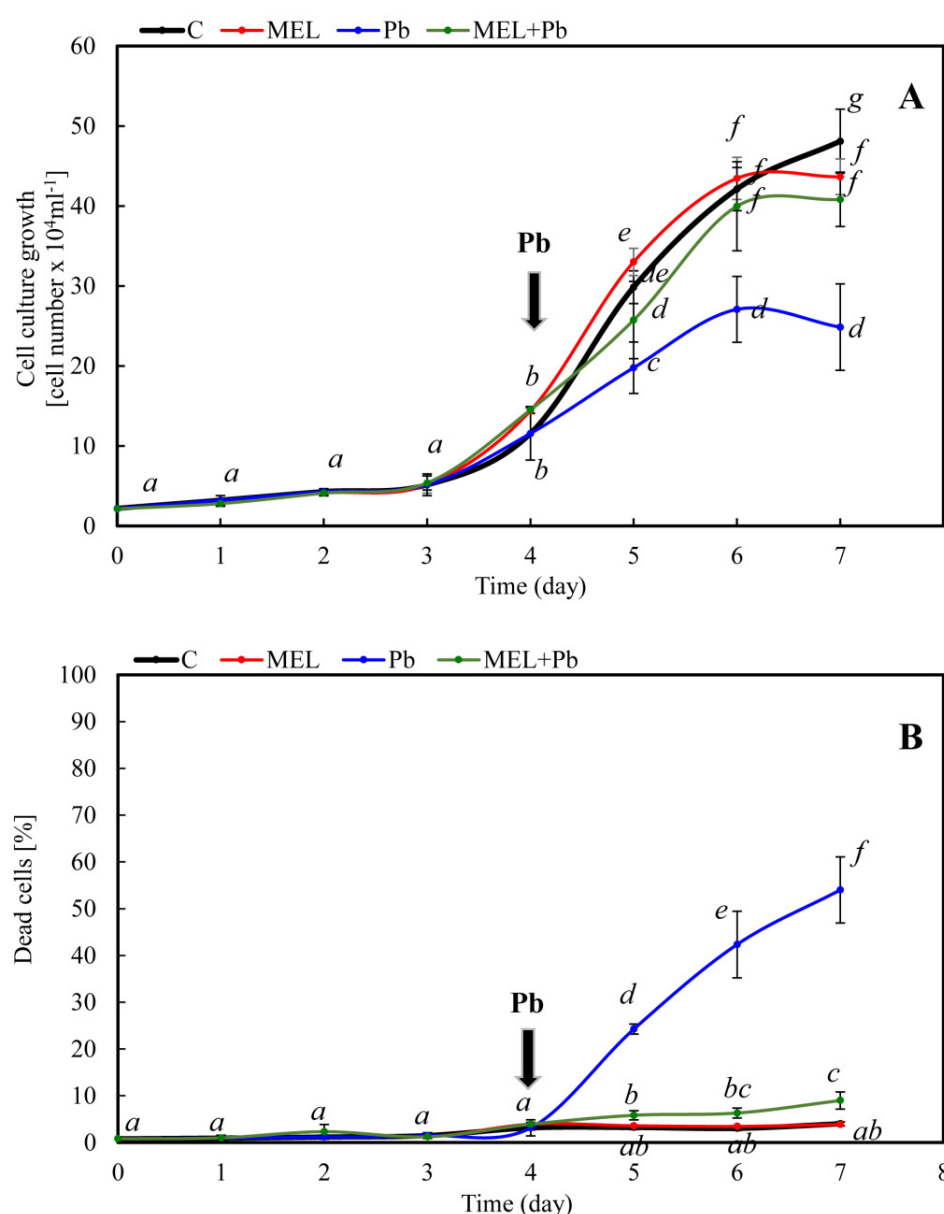 C MEL Pb MEL+Pb
60
A
g
50
f
f
f
f
f
40
Pb
e
30
de
d
d
d
20
c
b
10
b
a a a a
0
0 1 2 3 4 5 6 7 8
Time (day)
Cell culture growth
[cell number x 10⁴ml⁻¹]
C MEL Pb MEL+Pb
100
B
90
80
70
60
f
50
e
40
30
Pb
d
20
10
a a a a a b bc c
ab ab ab
0
0 1 2 3 4 5 6 7 8
Time (day)
Dead cells [%]